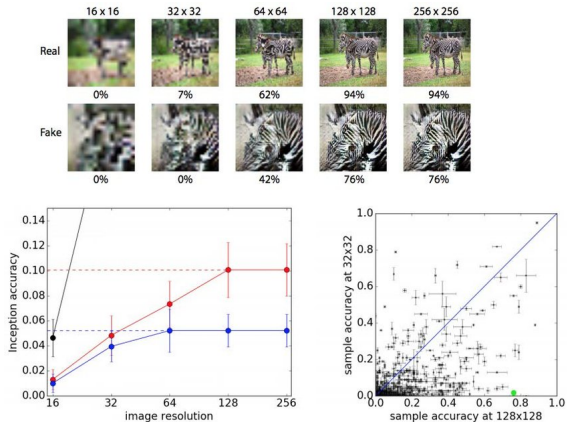 16 x 16 32 x 32 64 x 64 128 x 128 256 x 256
Real
0% 7% 62% 94% 94%
Fake
0% 0% 42% 76% 76%
0.14
0.12
0.10
0.08
0.06
0.04
0.02
0.00
16 32 64 128 256
image resolution
Inception accuracy
1.0
0.8
0.6
0.4
0.2
0.0
0.0 0.2 0.4 0.6 0.8 1.0
sample accuracy at 128x128
sample accuracy at 32x32